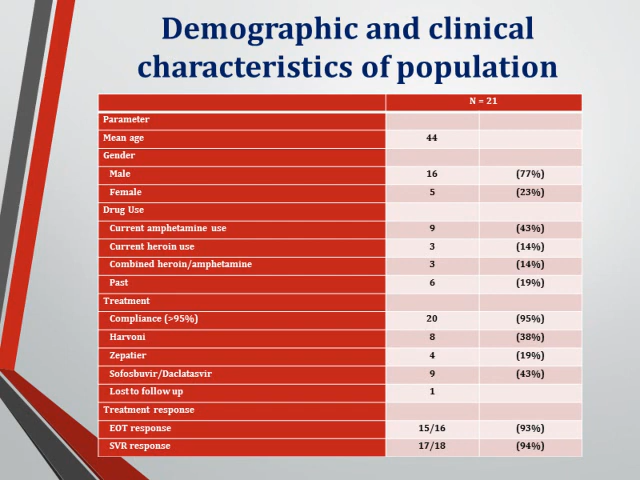 Demographic and clinical
characteristics of population
N = 21
Parameter
Mean age 44
Gender
Male 16 (77%)
Female 5 (23%)
Drug Use
Current amphetamine use 9 (43%)
Current heroin use 3 (14%)
Combined heroin/amphetamine 3 (14%)
Past 6 (19%)
Treatment
Compliance (>95%) 20 (95%)
Harvoni 8 (38%)
Zepatier 4 (19%)
Sofosbuvir/Daclatasvir 9 (43%)
Lost to follow up 1
Treatment response
EOT response 15/16 (93%)
SVR response 17/18 (94%)